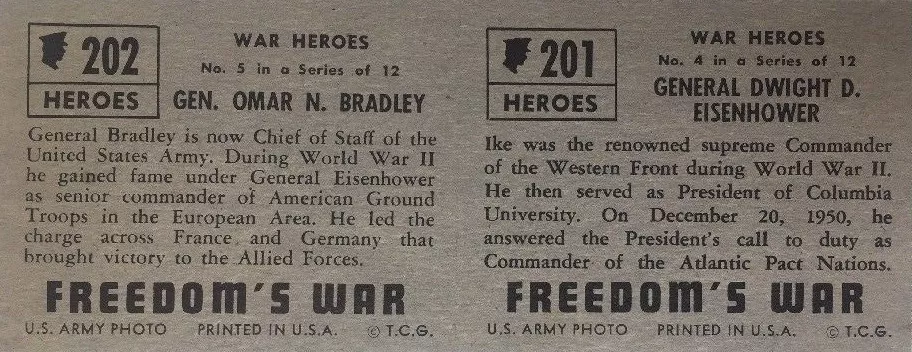 202
HEROES
WAR HEROES
No. 5 in a Series of 12
GEN. OMAR N. BRADLEY
General Bradley is now Chief of Staff of the
United States Army. During World War II
he gained fame under General Eisenhower
as senior commander of American Ground
Troops in the European Area. He led the
charge across France and Germany that
brought victory to the Allied Forces.
FREEDOM'S WAR
U.S. ARMY PHOTO PRINTED IN U.S.A. © T.C.G.
201
HEROES
WAR HEROES
No. 4 in a Series of 12
GENERAL DWIGHT D.
EISENHOWER
Ike was the renowned supreme Commander
of the Western Front during World War II.
He then served as President of Columbia
University. On December 20, 1950, he
answered the President's call to duty as
Commander of the Atlantic Pact Nations.
FREEDOM'S WAR
U.S. ARMY PHOTO PRINTED IN U.S.A. © T.C.G.